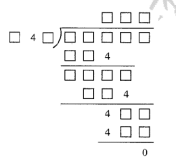 □ □ □
□ 4 □ ) □ □ □ □ □
□ □ 4
□ □ □ □
□ □ 4
4 □ □
4 □ □
0